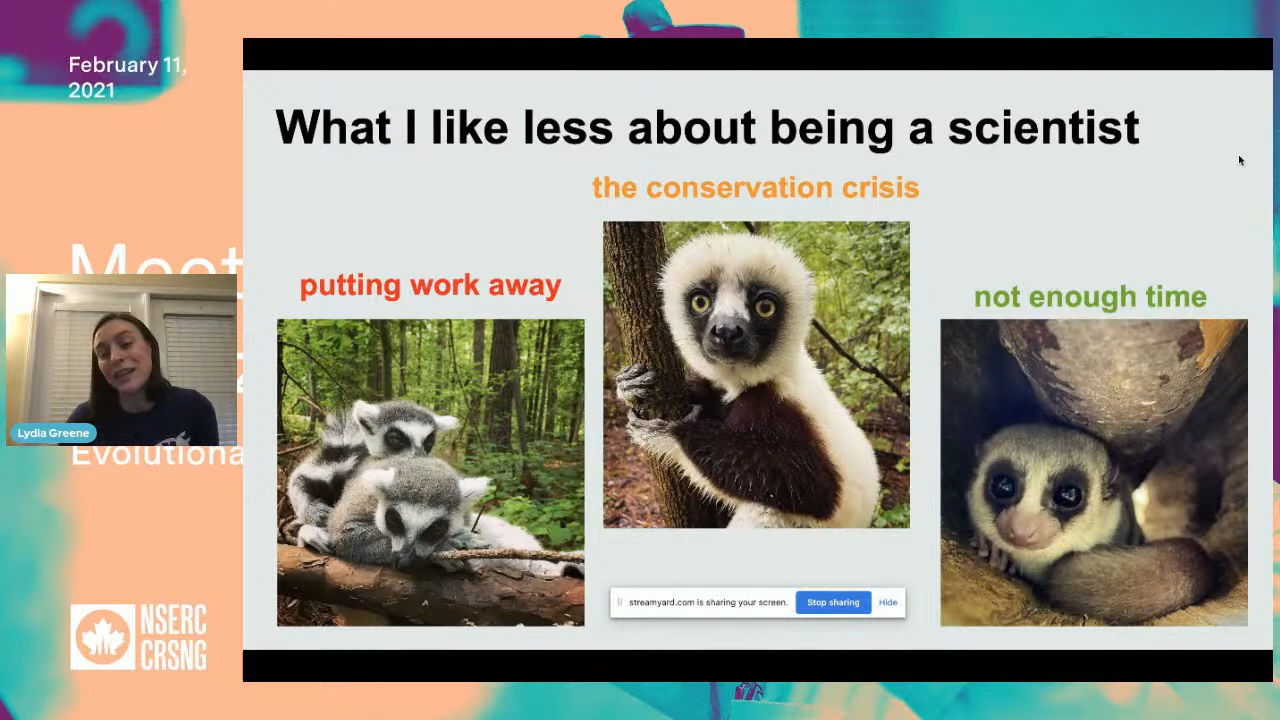 February 11,
2021
What I like less about being a scientist
the conservation crisis
putting work away
not enough time
Lydia Greene
Evolutiona
streamyard.com is sharing your screen.
Stop sharing
Hide
NSERC
CRSNG